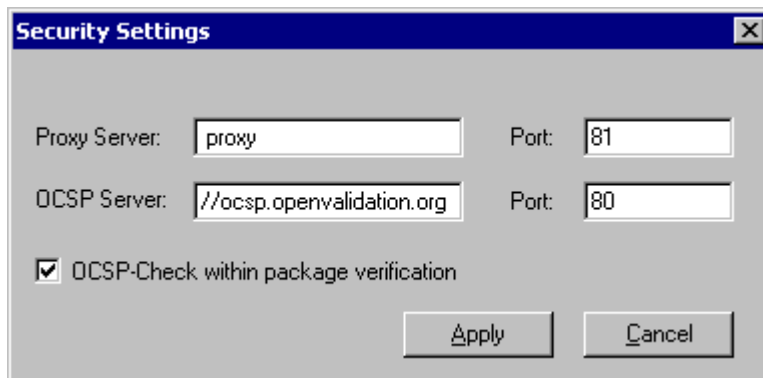 Security Settings
Proxy Server: proxy Port: 81
OCSP Server: //ocsp.openvalidation.org Port: 80
OCSP-Check within package verification
Apply Cancel